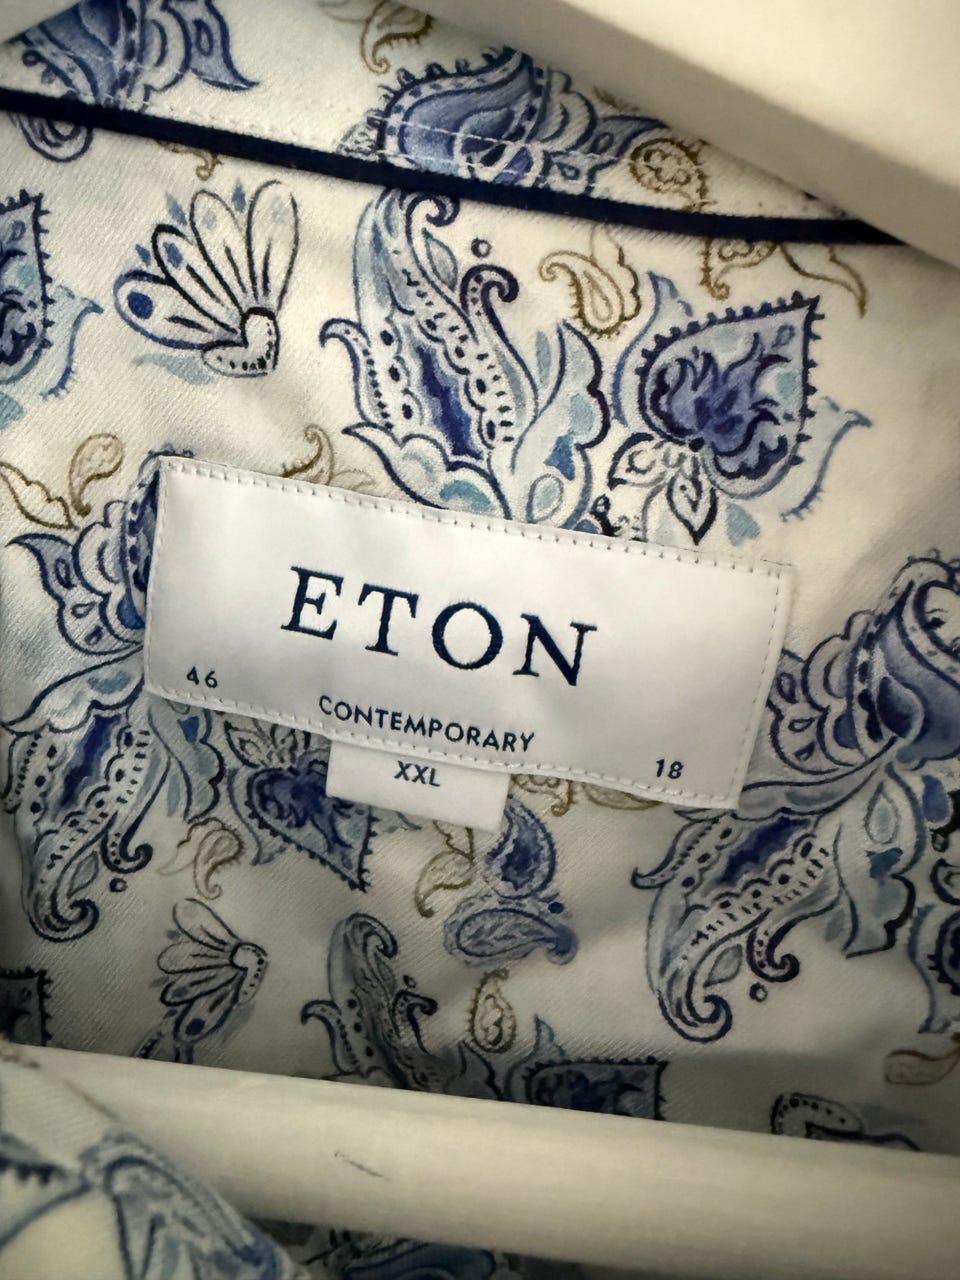 ETON
46
CONTEMPORARY
18
XXL